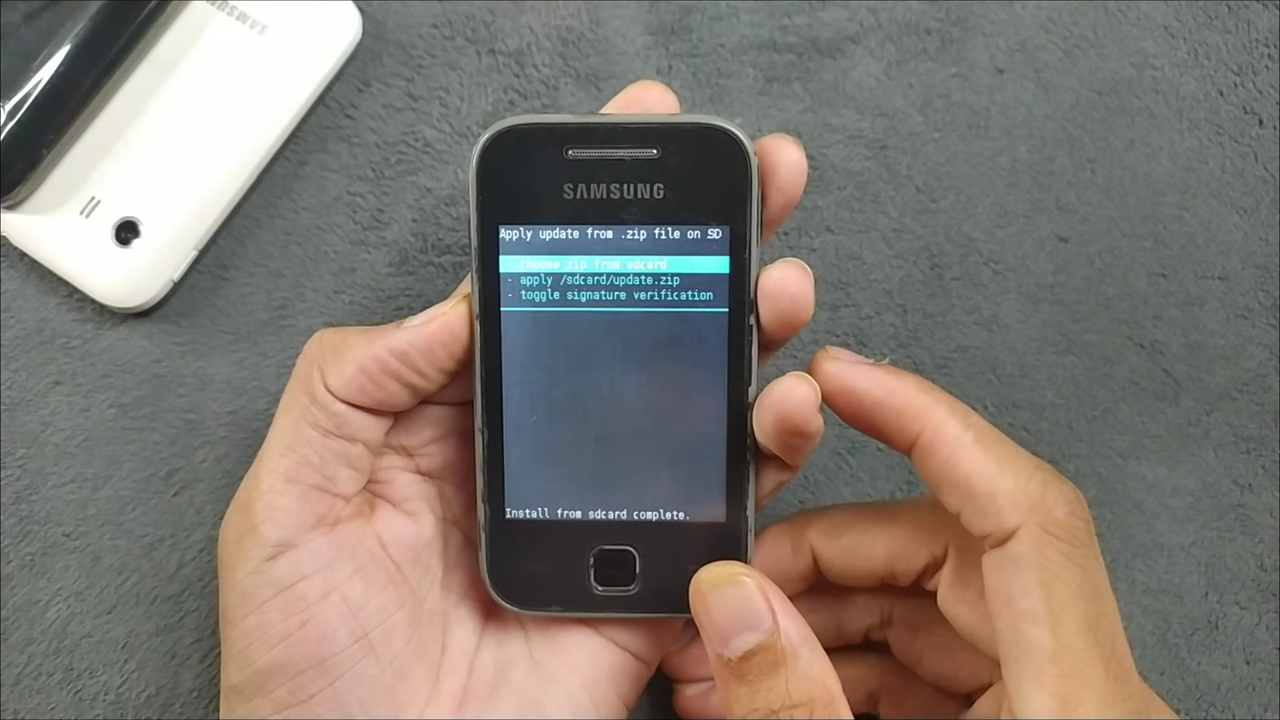 SAMSUNG
SAMSUNG
Apply update from .zip file on SD
- choose zip from sdcard
- apply /sdcard/update.zip
- toggle signature verification
Install from sdcard complete.